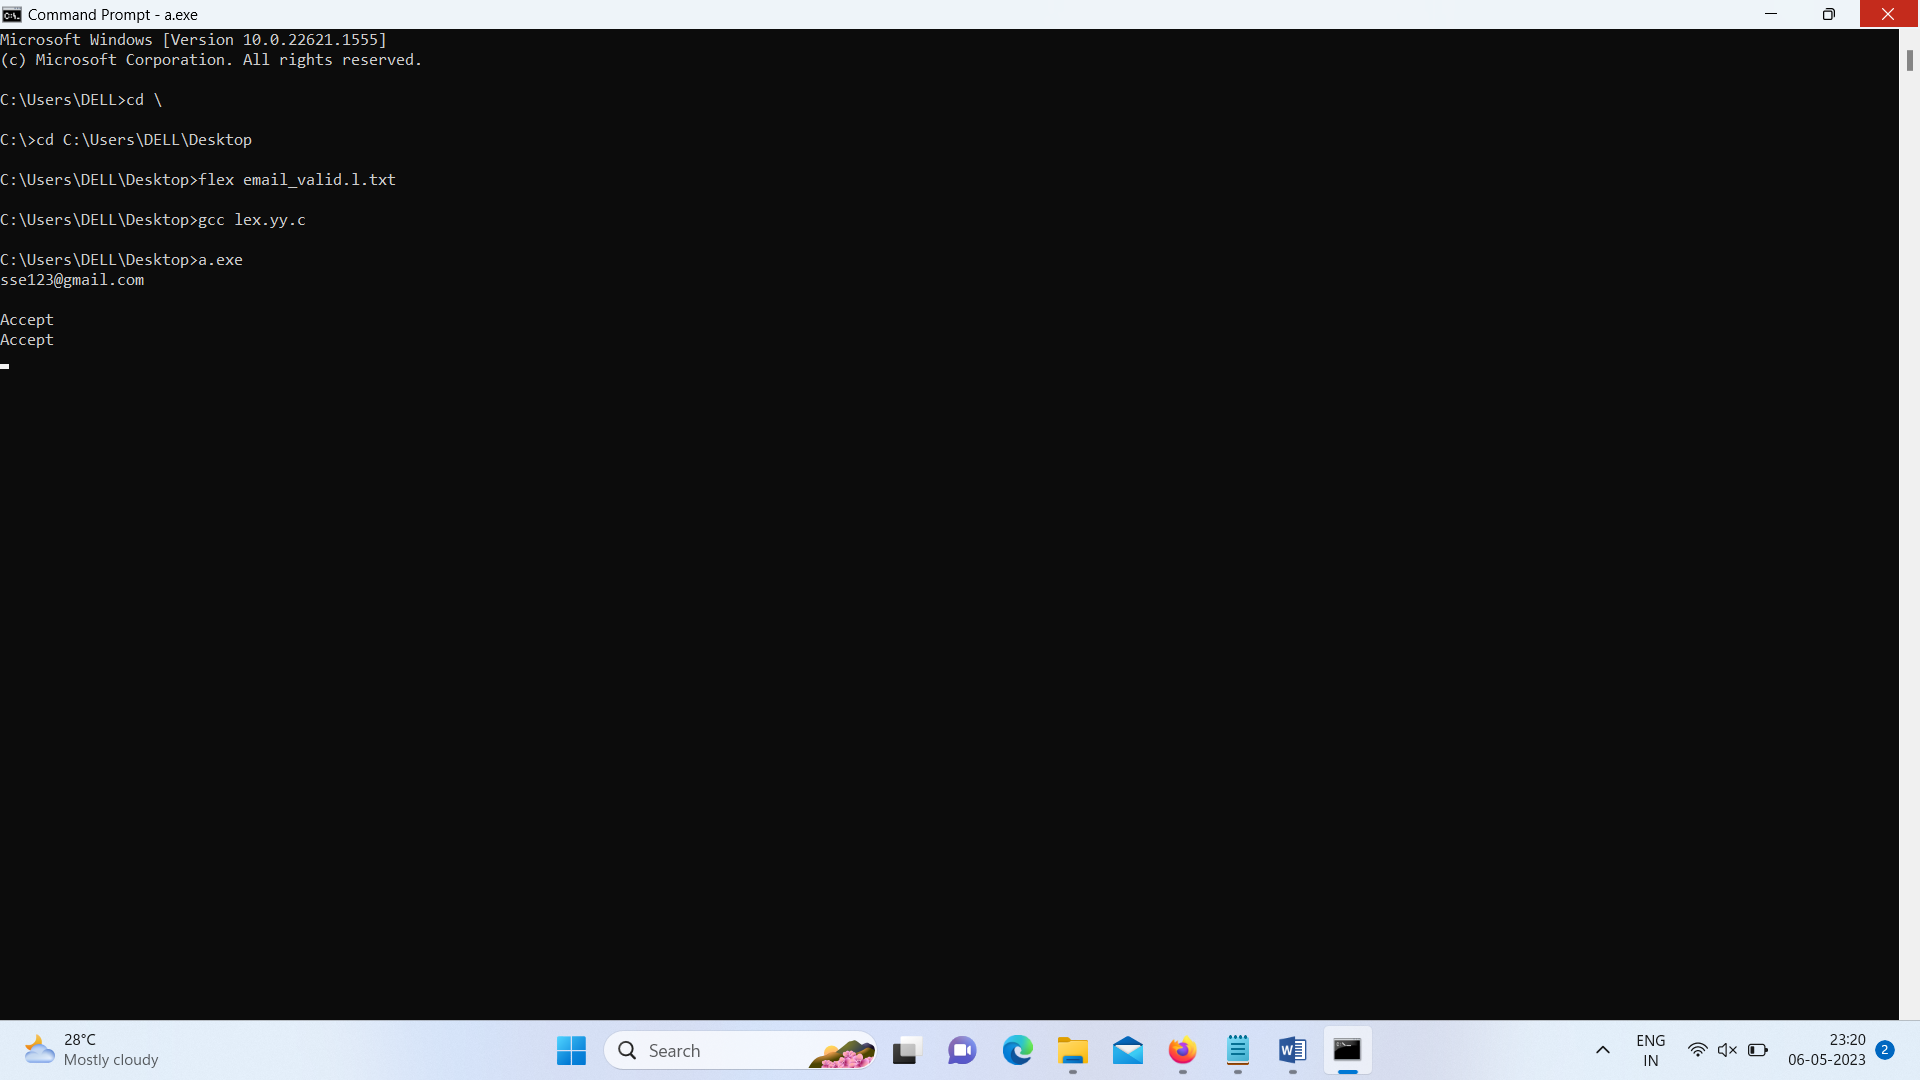 Command Prompt - a.exe
Microsoft Windows [Version 10.0.22621.1555]
(c) Microsoft Corporation. All rights reserved.
C:\Users\DELL>cd \
C:\>cd C:\Users\DELL\Desktop
C:\Users\DELL\Desktop>flex email_valid.l.txt
C:\Users\DELL\Desktop>gcc lex.yy.c
C:\Users\DELL\Desktop>a.exe
sse123@gmail.com
Accept
Accept
28°C
Mostly cloudy
Search
ENG
IN
23:20
06-05-2023
2